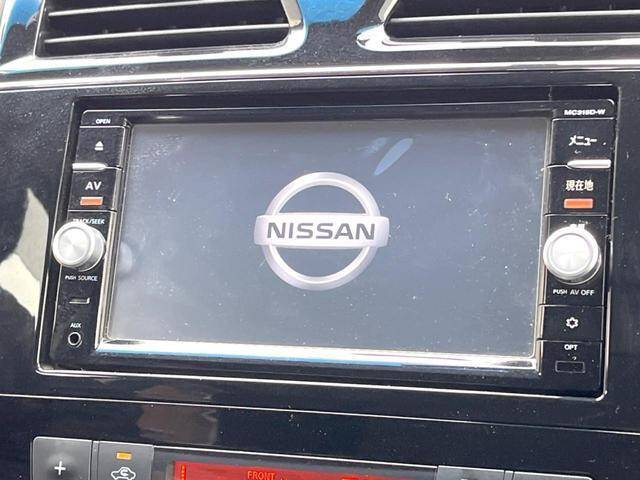 OPEN
MC315D-W
AV
メニュー
TRACK/SEEK
現在地
NISSAN
PUSH SOURCE
PUSH AV OFF
AUX
OPT
FRONT